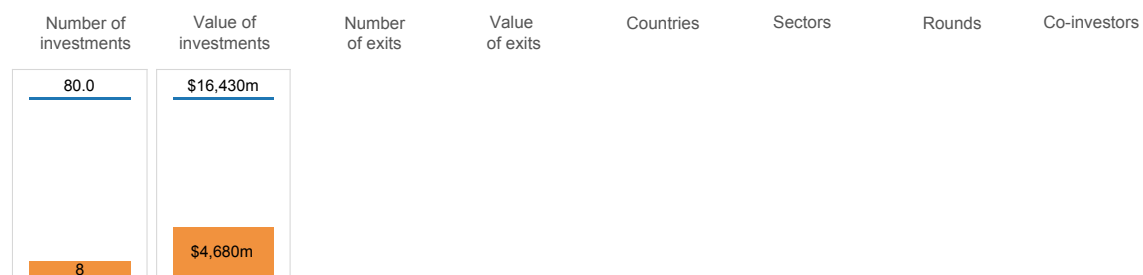 Number of
investments
Value of
investments
Number
of exits
Value
of exits
Countries
Sectors
Rounds
Co-investors
80.0
$16,430m
$4,680m
8